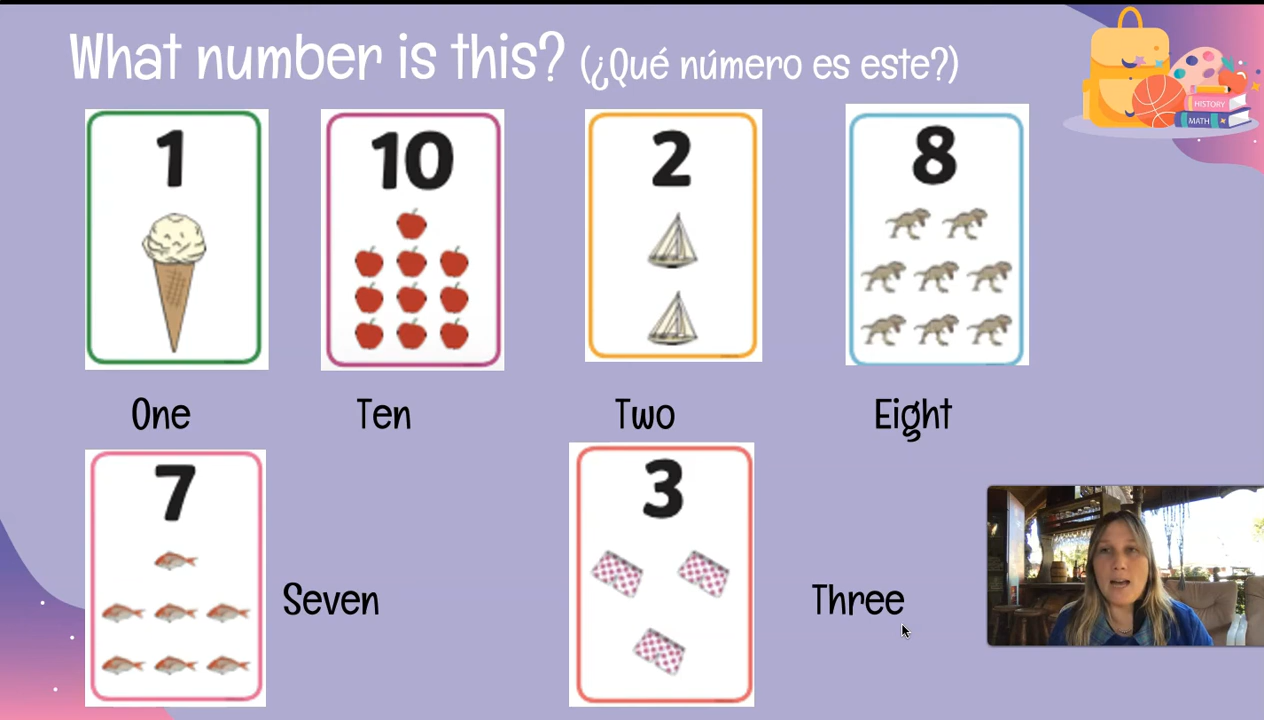 What number is this? (¿Qué número es este?)
HISTORY
MATH
1
10
2
8
One
Ten
Two
Eight
7
3
Seven
Three